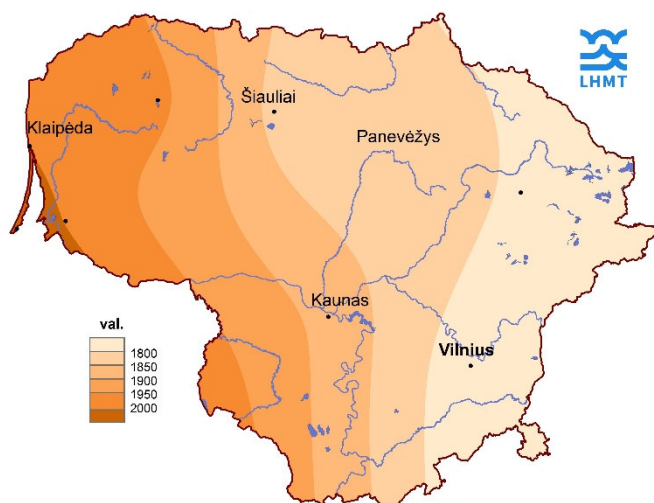 LHMT
Šiauliai
Klaipėda
Panevėžys
Kaunas
Vilnius
val.
1800
1850
1900
1950
2000